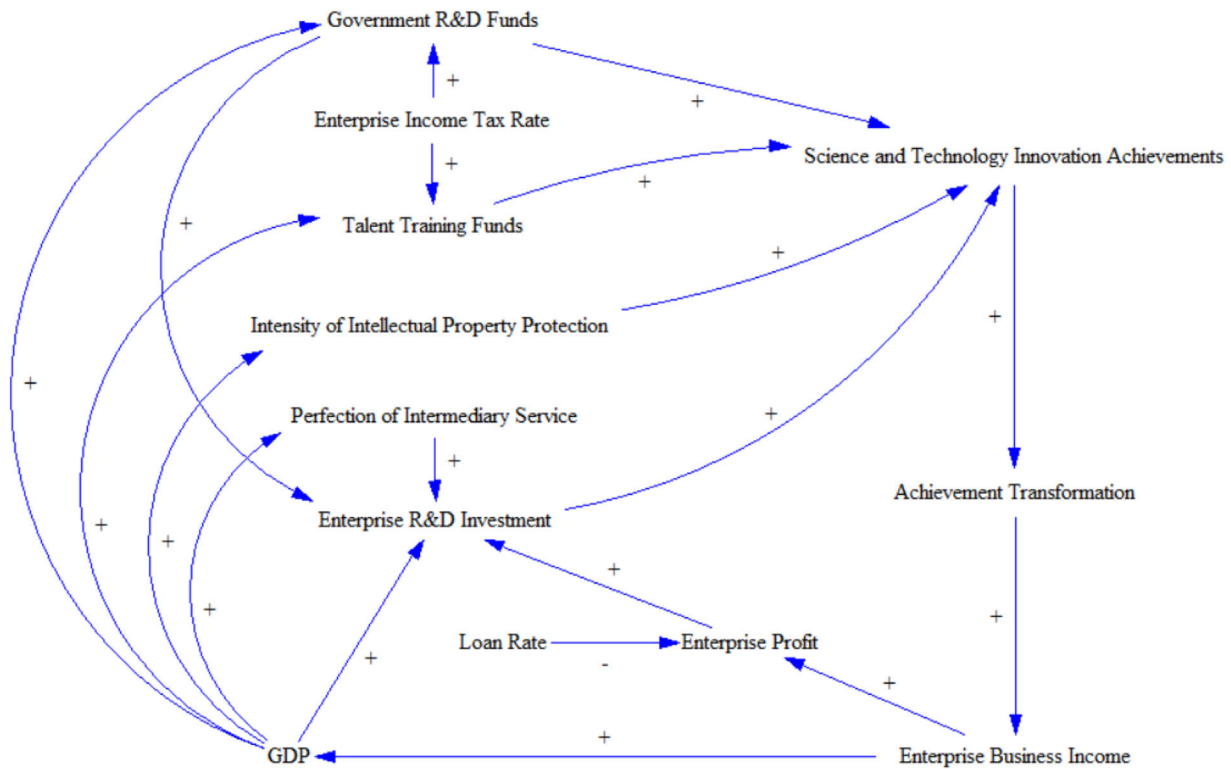 Government R&D Funds
+
+
Enterprise Income Tax Rate
+
Science and Technology Innovation Achievements
+
+
Talent Training Funds
+
Intensity of Intellectual Property Protection
+
+
Perfection of Intermediary Service
+
+
Achievement Transformation
Enterprise R&D Investment
+
+
+
+
+
Loan Rate
-
Enterprise Profit
+
+
+
GDP
Enterprise Business Income